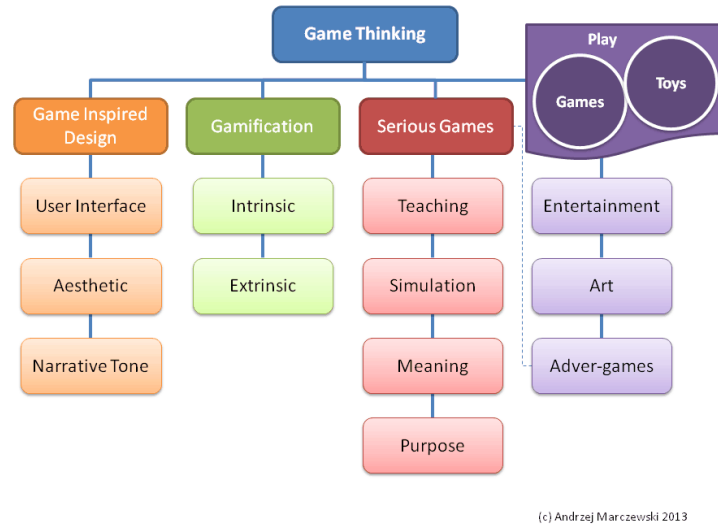 Game Thinking
Play
Games
Toys
Game Inspired
Design
Gamification
Serious Games
User Interface
Intrinsic
Teaching
Entertainment
Aesthetic
Extrinsic
Simulation
Art
Narrative Tone
Meaning
Adver-games
Purpose
(c) Andrzej Marczewski 2013